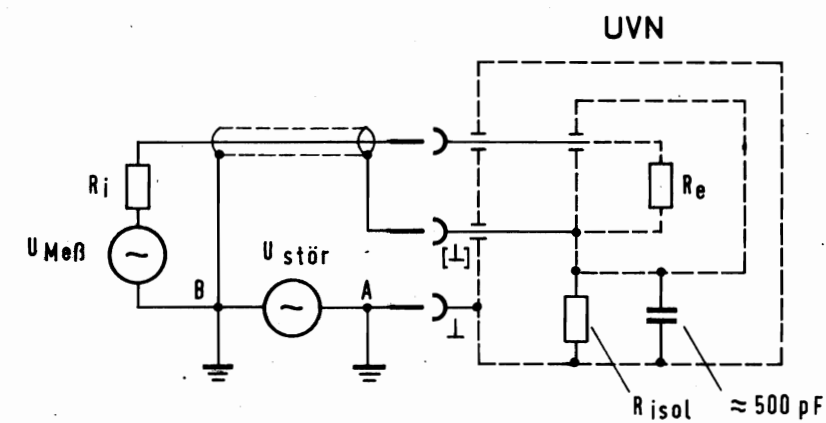 UVN
Ri
Re
U Meß
U stör
[⊥]
B
A
⊥
R isol
≈ 500 pF